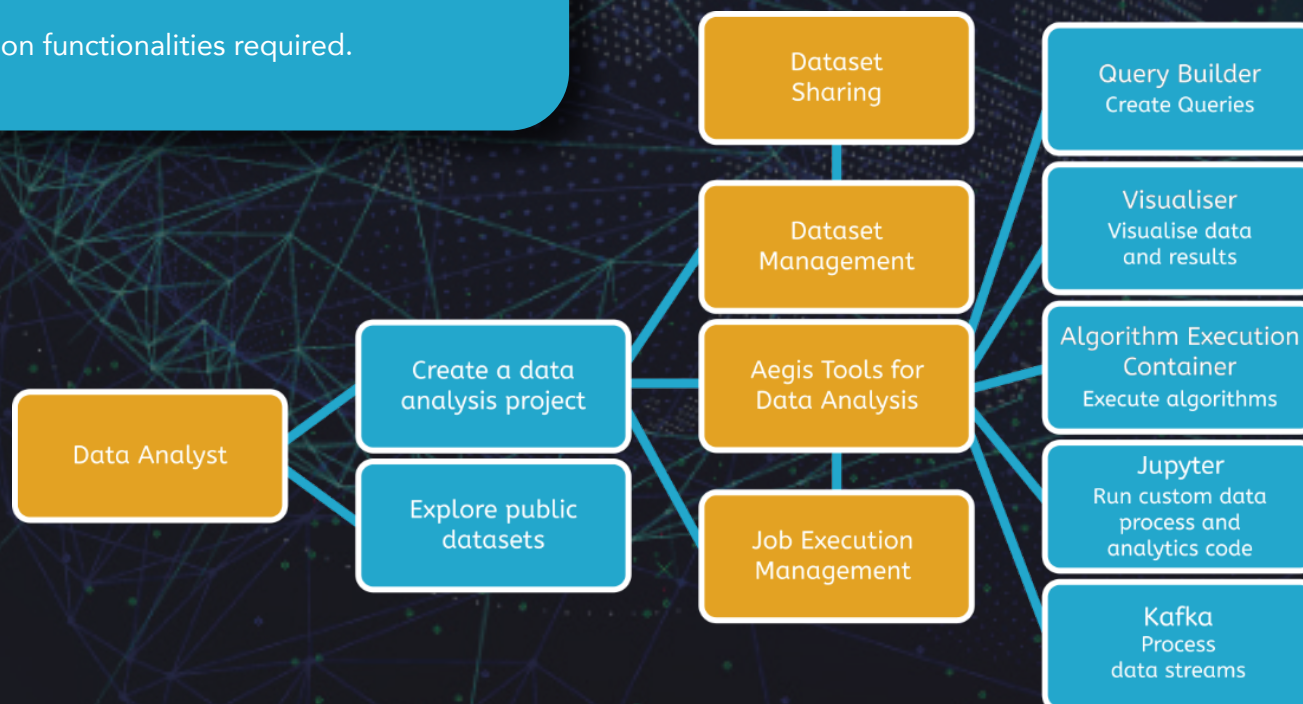 on functionalities required.
Data Analyst
Create a data
analysis project
Explore public
datasets
Dataset
Sharing
Dataset
Management
Aegis Tools for
Data Analysis
Job Execution
Management
Query Builder
Create Queries
Visualiser
Visualise data
and results
Algorithm Execution
Container
Execute algorithms
Jupyter
Run custom data
process and
analytics code
Kafka
Process
data streams